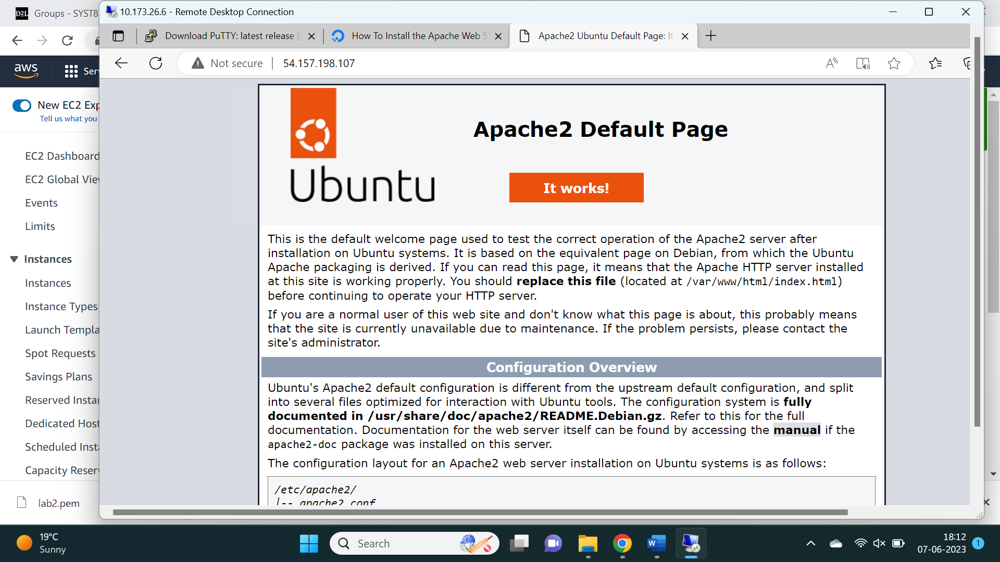 D2L Groups - SYST8
10.173.26.6 - Remote Desktop Connection
Download PuTTY: latest release (
How To Install the Apache Web S
Apache2 Ubuntu Default Page: It
Not secure
54.157.198.107
aws
Ser
New EC2 Exp
Tell us what you
EC2 Dashboard
EC2 Global View
Events
Limits
Instances
Instances
Instance Types
Launch Templa
Spot Requests
Savings Plans
Reserved Instan
Dedicated Host
Scheduled Insta
Capacity Reserv
lab2.pem
Ubuntu
Apache2 Default Page
It works!
This is the default welcome page used to test the correct operation of the Apache2 server after
installation on Ubuntu systems. It is based on the equivalent page on Debian, from which the Ubuntu
Apache packaging is derived. If you can read this page, it means that the Apache HTTP server installed
at this site is working properly. You should replace this file (located at /var/www/html/index.html)
before continuing to operate your HTTP server.
If you are a normal user of this web site and don't know what this page is about, this probably means
that the site is currently unavailable due to maintenance. If the problem persists, please contact the
site's administrator.
Configuration Overview
Ubuntu's Apache2 default configuration is different from the upstream default configuration, and split
into several files optimized for interaction with Ubuntu tools. The configuration system is fully
documented in /usr/share/doc/apache2/README.Debian.gz. Refer to this for the full
documentation. Documentation for the web server itself can be found by accessing the manual if the
apache2-doc package was installed on this server.
The configuration layout for an Apache2 web server installation on Ubuntu systems is as follows:
/etc/apache2/
|-- apache2.conf
19°C
Sunny
Search
W
18:12
07-06-2023
1